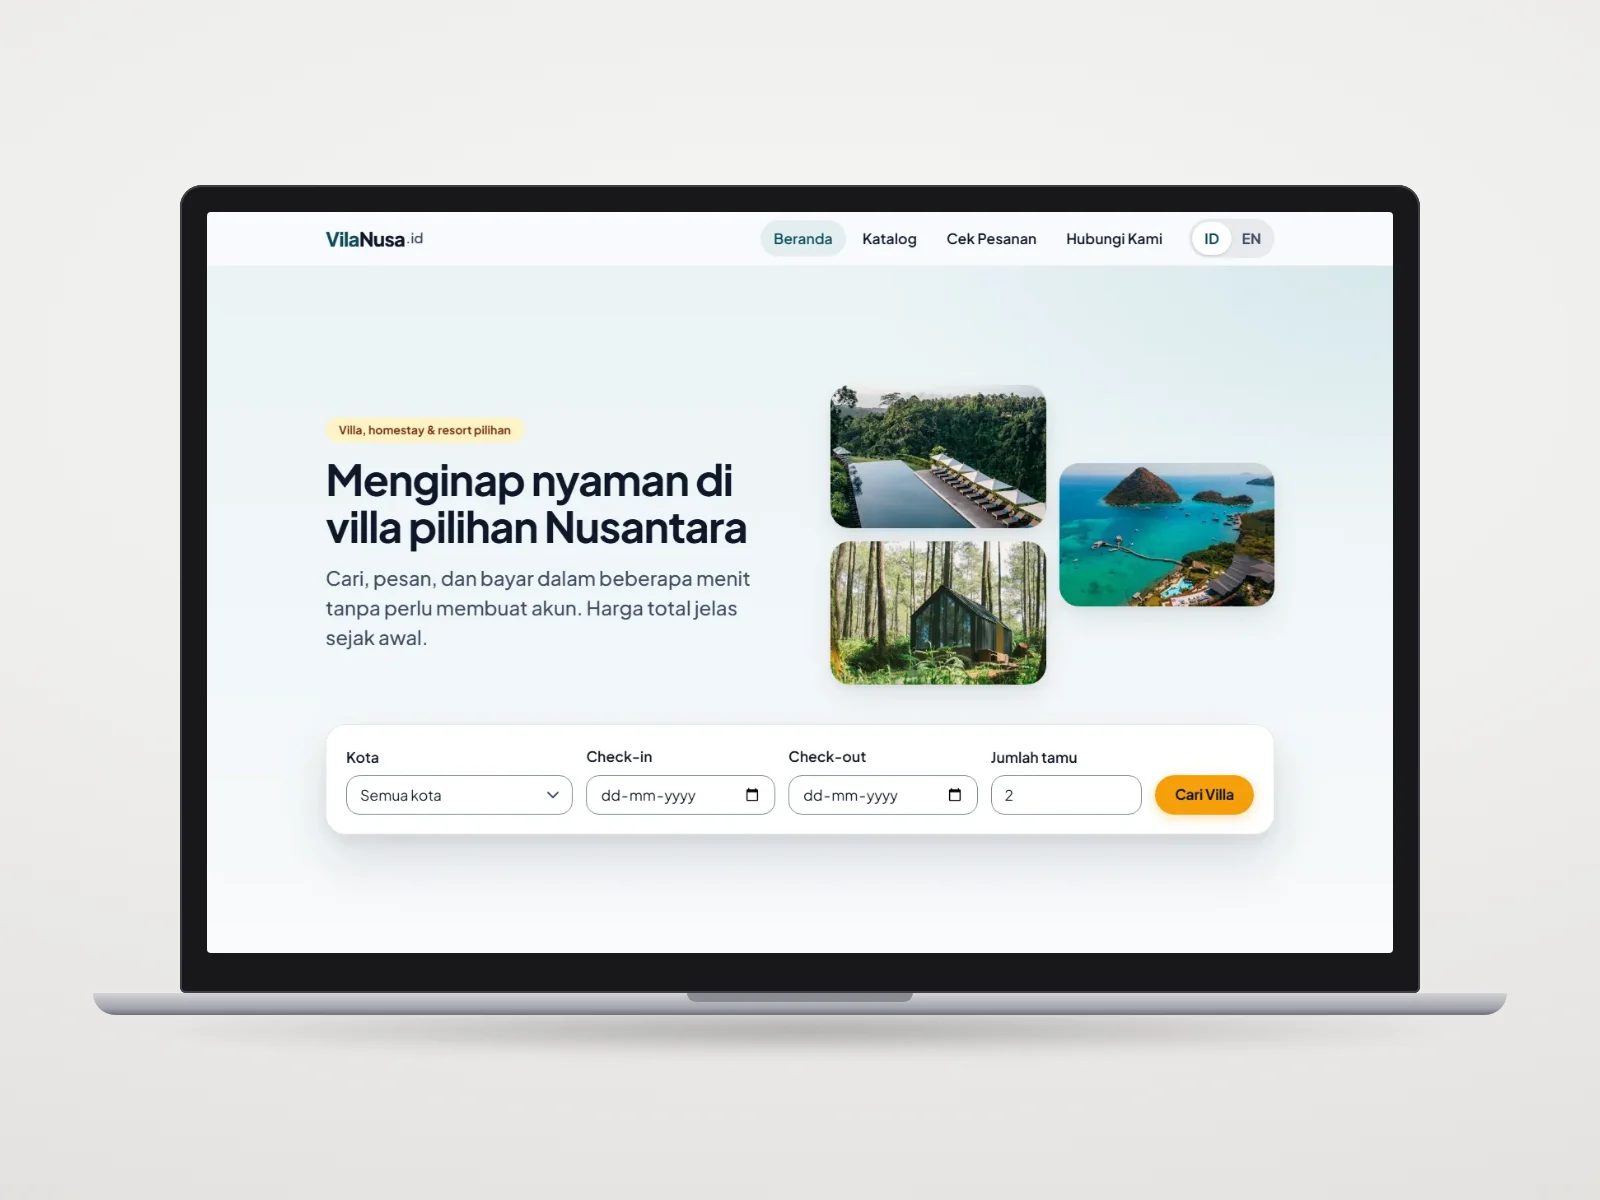 VilaNusa.id
Beranda
Katalog
Cek Pesanan
Hubungi Kami
ID
EN
Villa, homestay & resort pilihan
Menginap nyaman di
villa pilihan Nusantara
Cari, pesan, dan bayar dalam beberapa menit
tanpa perlu membuat akun. Harga total jelas
sejak awal.
Kota
Semua kota
Check-in
dd-mm-yyyy
Check-out
dd-mm-yyyy
Jumlah tamu
2
Cari Villa